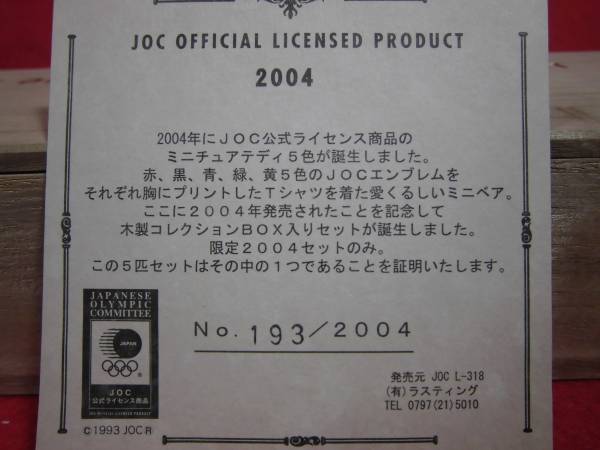 JOC OFFICIAL LICENSED PRODUCT
2004
2004年にＪＯＣ公式ライセンス商品の
ミニチュアテディ５色が誕生しました。
赤、黒、青、緑、黄５色のＪＯＣエンブレムを
それぞれ胸にプリントしたＴシャツを着た愛くるしいミニベア。
ここに２００４年発売されたことを記念して
木製コレクションＢＯＸ入りセットが誕生しました。
限定２００４セットのみ。
この５匹セットはその中の１つであることを証明いたします。
No. 193/2004
JAPANESE
OLYMPIC
COMMITTEE
JAPAN
®
JOC
公式ライセンス商品
JOC OFFICIAL LICENSED PRODUCT
©1993 JOC R
発売元 JOC L-318
(有)ラスティング
TEL 0797(21)5010